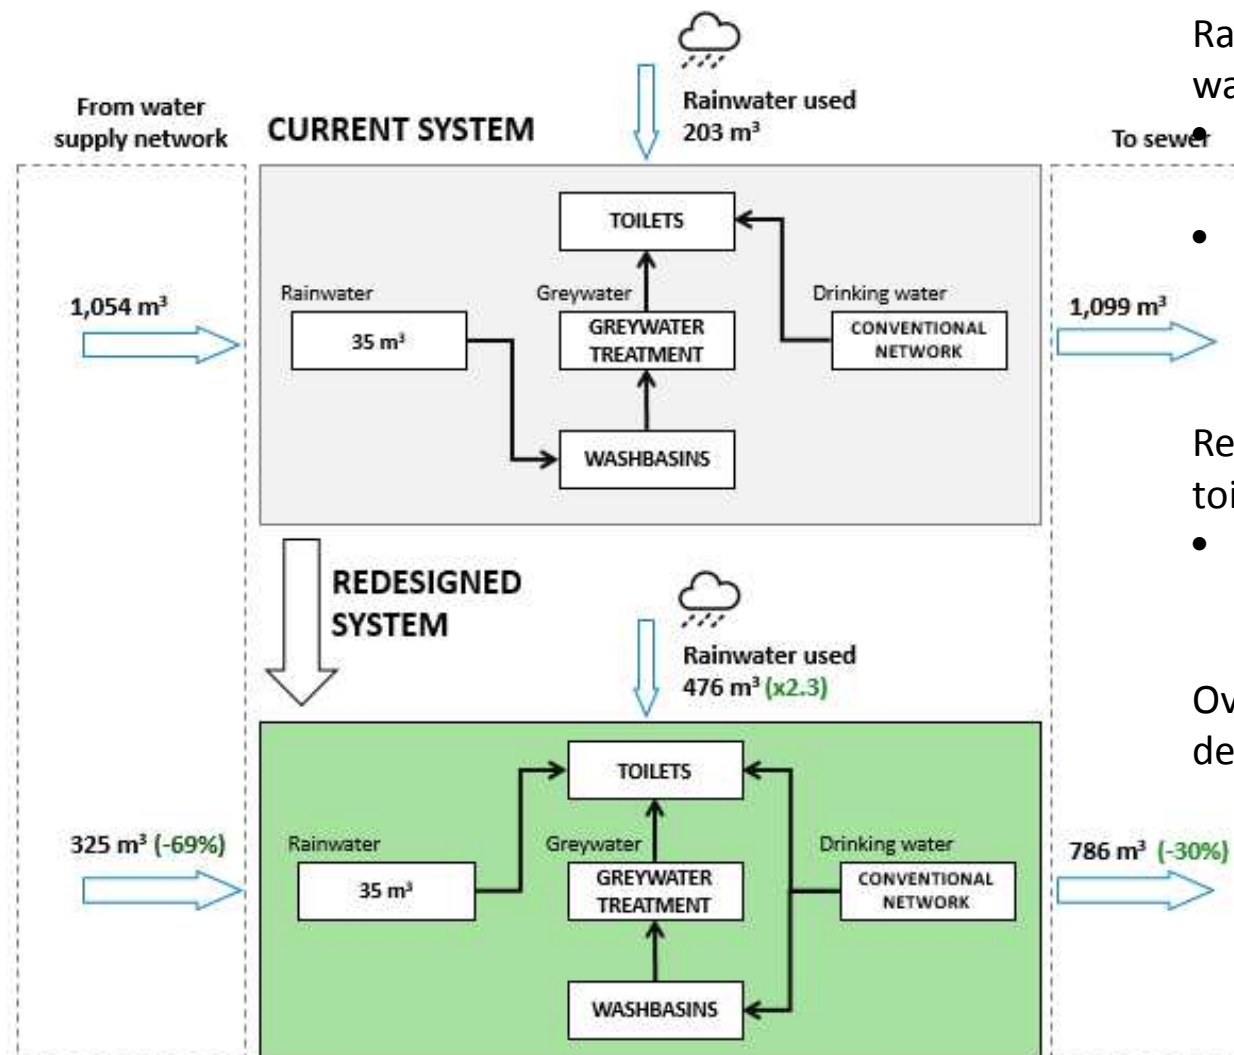 Rainwater used
203 m³
From water
supply network
CURRENT SYSTEM
To sewer
TOILETS
1,054 m³
Rainwater
35 m³
Greywater
GREYWATER
TREATMENT
Drinking water
CONVENTIONAL
NETWORK
WASHBASINS
1,099 m³
REDESIGNED
SYSTEM
Rainwater used
476 m³ (x2.3)
TOILETS
325 m³ (-69%)
Rainwater
35 m³
Greywater
GREYWATER
TREATMENT
Drinking water
CONVENTIONAL
NETWORK
WASHBASINS
786 m³ (-30%)